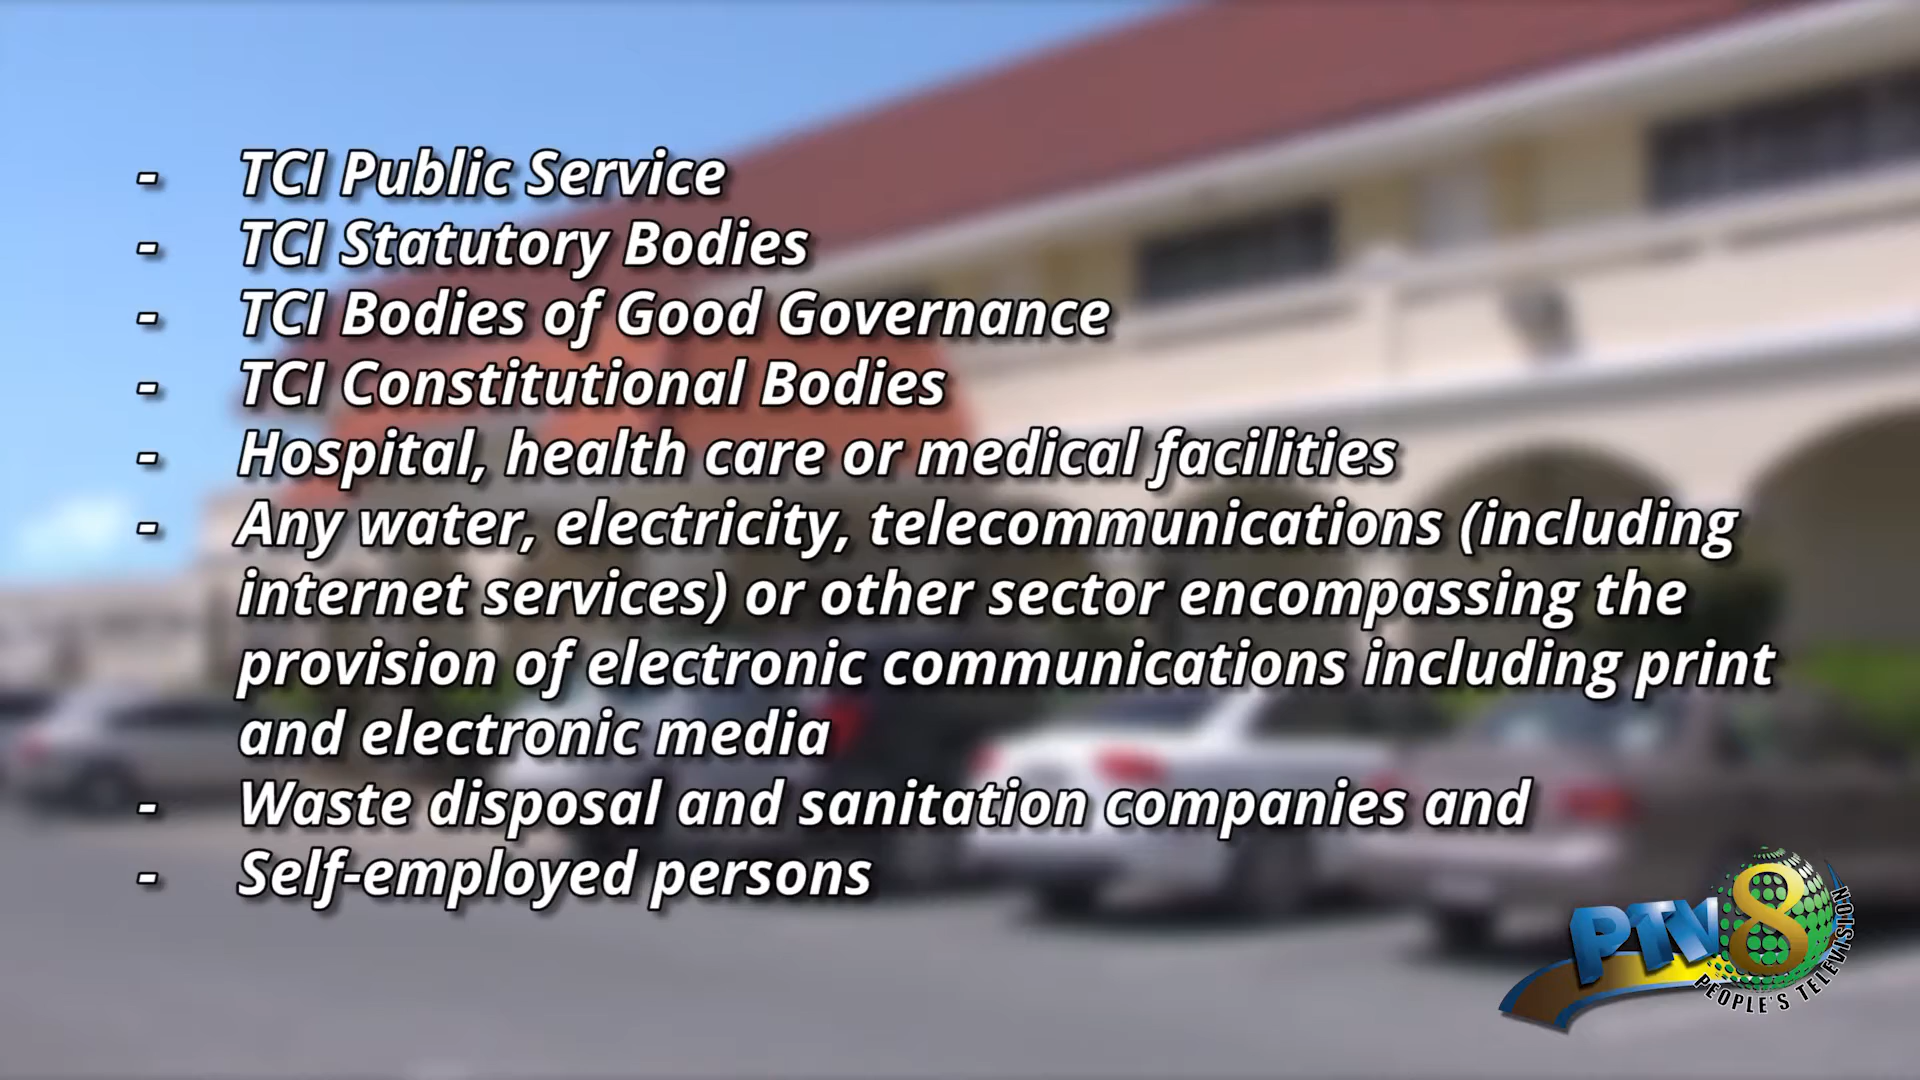 - TCI Public Service
- TCI Statutory Bodies
- TCI Bodies of Good Governance
- TCI Constitutional Bodies
- Hospital, health care or medical facilities
- Any water, electricity, telecommunications (including
internet services) or other sector encompassing the
provision of electronic communications including print
and electronic media
- Waste disposal and sanitation companies and
- Self-employed persons
PTV8
PEOPLE'S TELEVISION